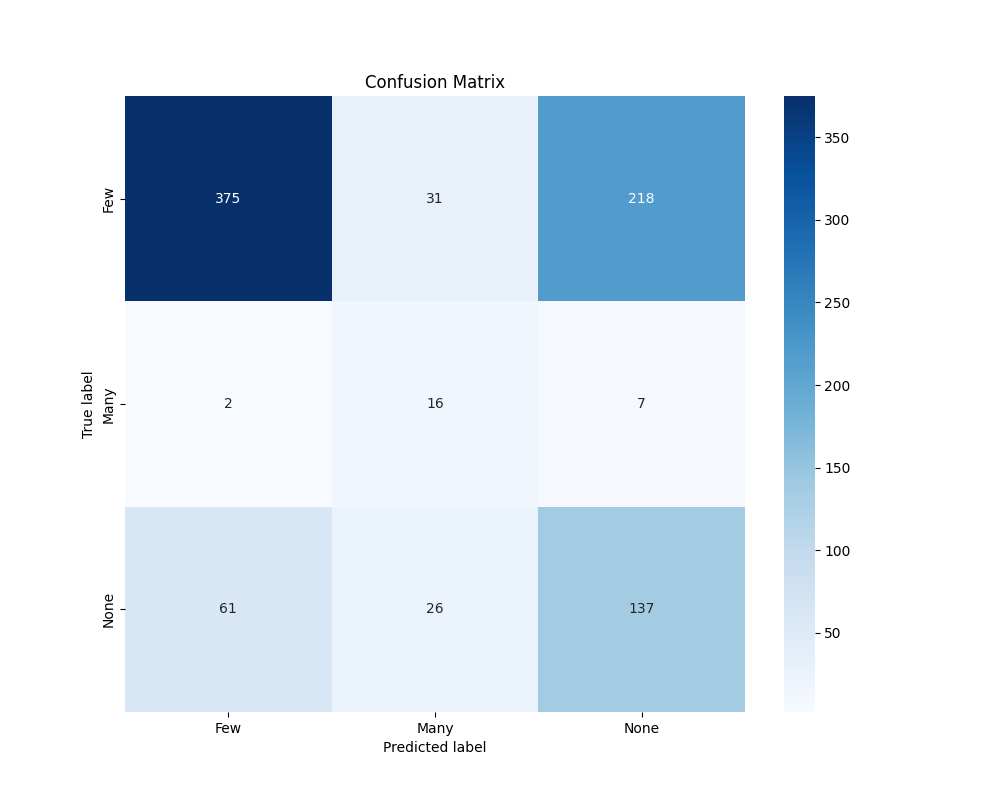 Confusion Matrix
True label
Few
375 31 218
Many
2 16 7
None
61 26 137
Few Many None
Predicted label
350
300
250
200
150
100
50